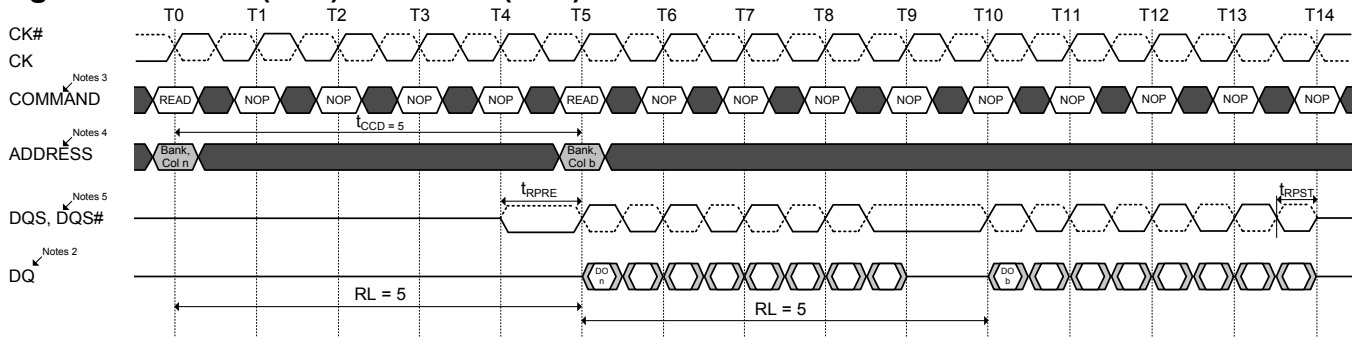 T0 T1 T2 T3 T4 T5 T6 T7 T8 T9 T10 T11 T12 T13 T14
CK#
CK
Notes 3
COMMAND READ NOP NOP NOP NOP READ NOP NOP NOP NOP NOP NOP NOP NOP NOP
tCCD = 5
Notes 4
ADDRESS Bank, Col n Bank, Col b
tRPRE tRPST
Notes 5
DQS, DQS#
Notes 2
DQ DO n DO b
RL = 5
RL = 5